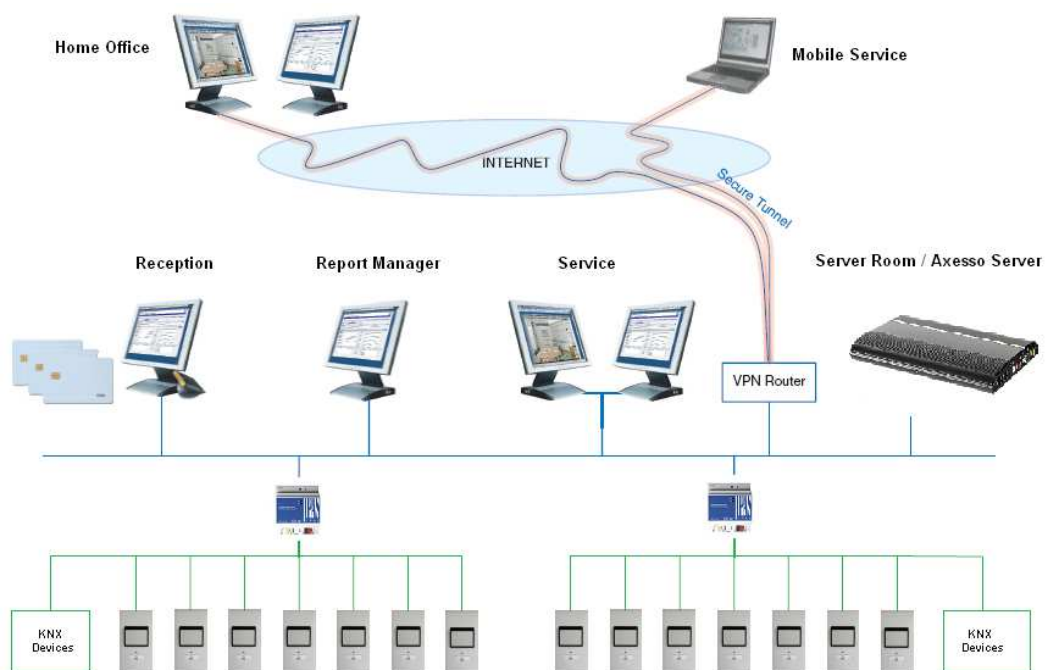 Home Office
Mobile Service
INTERNET
Secure Tunnel
Reception
Report Manager
Service
Server Room / Axesso Server
VPN Router
KNX
Devices
KNX
Devices